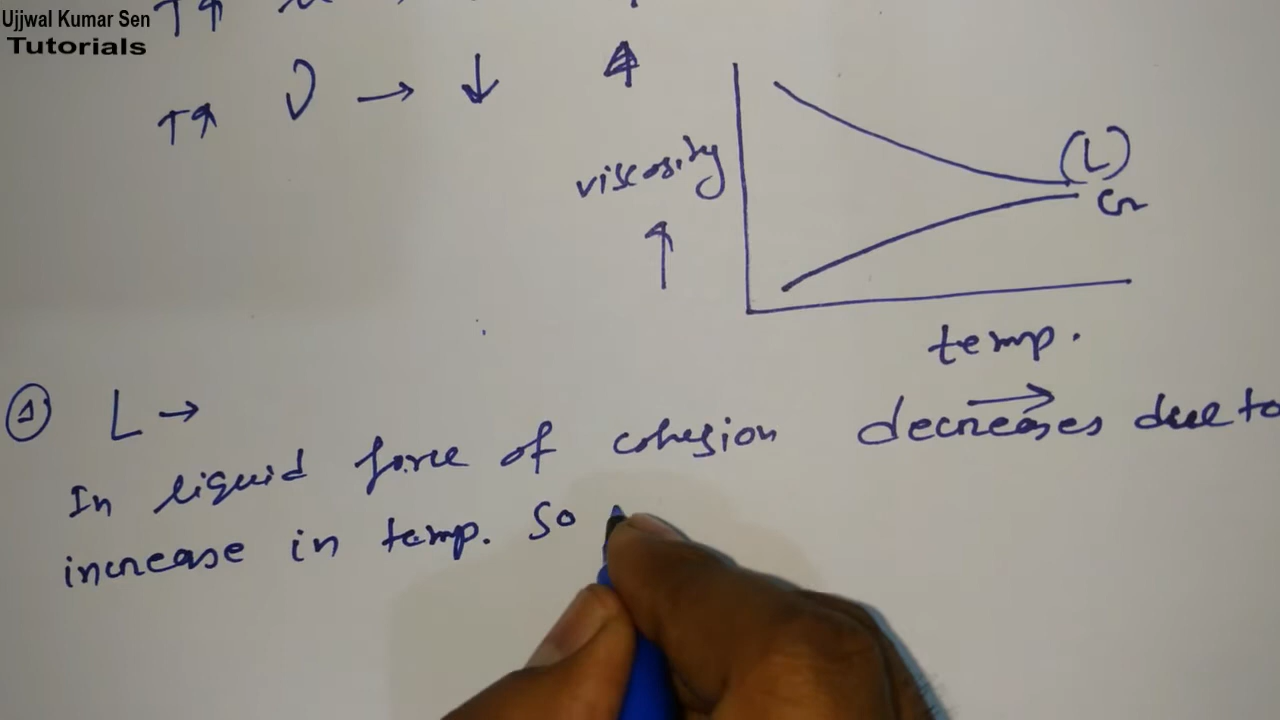 Ujjwal Kumar Sen
Tutorials
↑↑ → ↓
viscosity ↑
(L)
G
temp. →
① L →
In liquid force of cohesion decreases due to
increase in temp. So